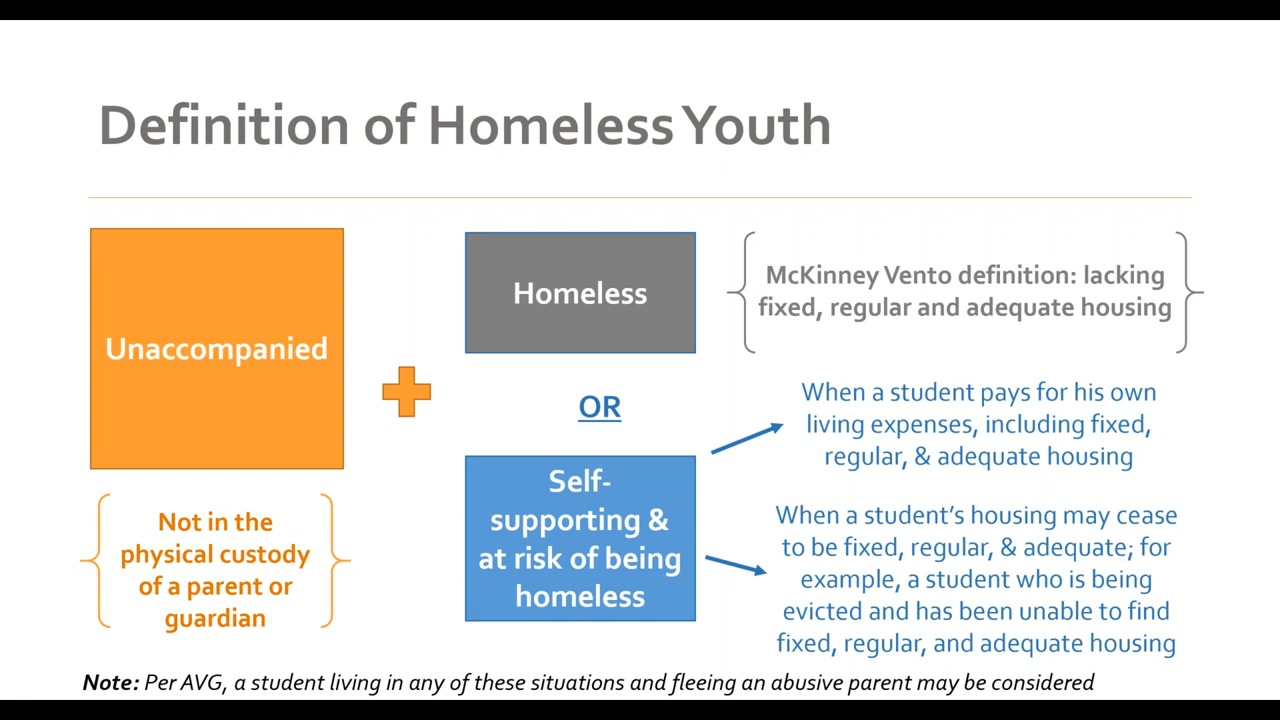 Definition of Homeless Youth
Unaccompanied
Not in the
physical custody
of a parent or
guardian
Homeless
McKinney Vento definition: lacking
fixed, regular and adequate housing
OR
Self-
supporting &
at risk of being
homeless
When a student pays for his own
living expenses, including fixed,
regular, & adequate housing
When a student’s housing may cease
to be fixed, regular, & adequate; for
example, a student who is being
evicted and has been unable to find
fixed, regular, and adequate housing
Note: Per AVG, a student living in any of these situations and fleeing an abusive parent may be considered